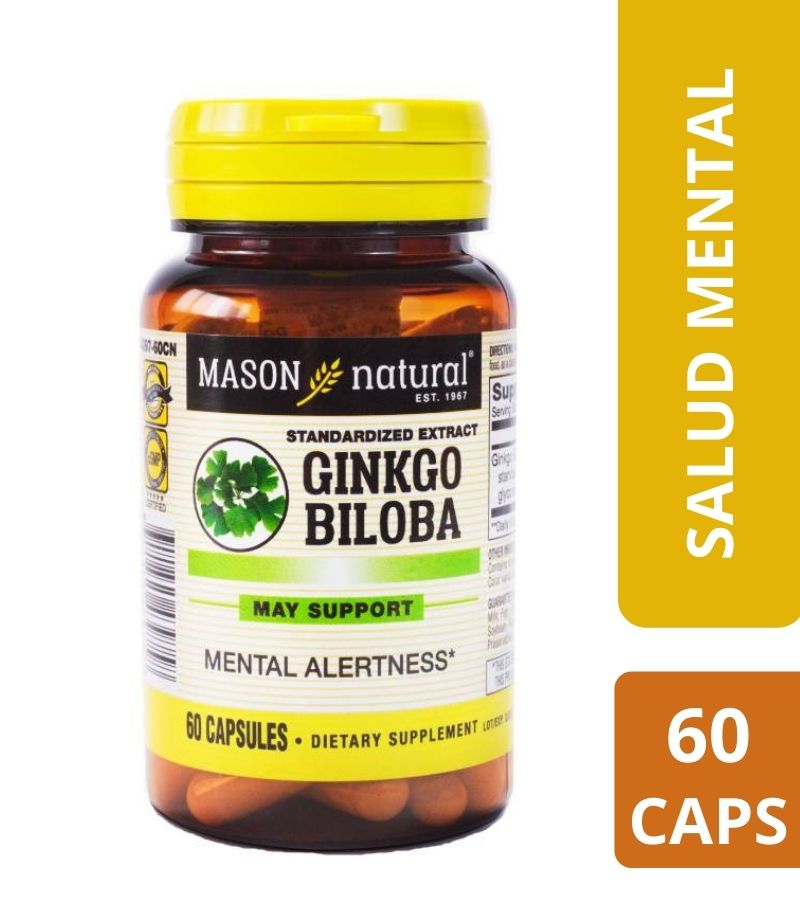 MASON natural®
EST. 1967
STANDARDIZED EXTRACT
GINKGO
BILOBA
MAY SUPPORT
MENTAL ALERTNESS*
60 CAPSULES • DIETARY SUPPLEMENT
SALUD MENTAL
60
CAPS